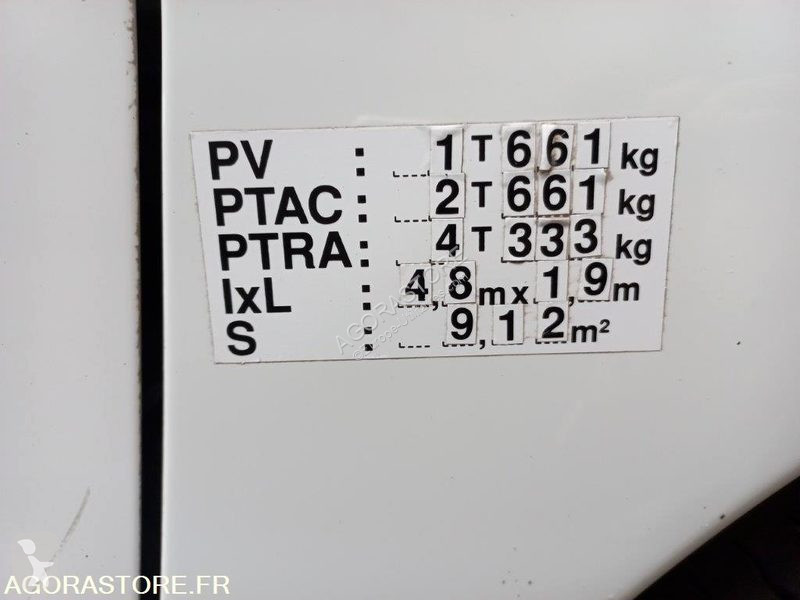 PV : 1 T 661 kg
PTAC : 2 T 661 kg
PTRA : 4 T 333 kg
lxL : 4,8 m x 1,9 m
S : 9,12 m²
AGORASTORE
AGORASTORE.FR